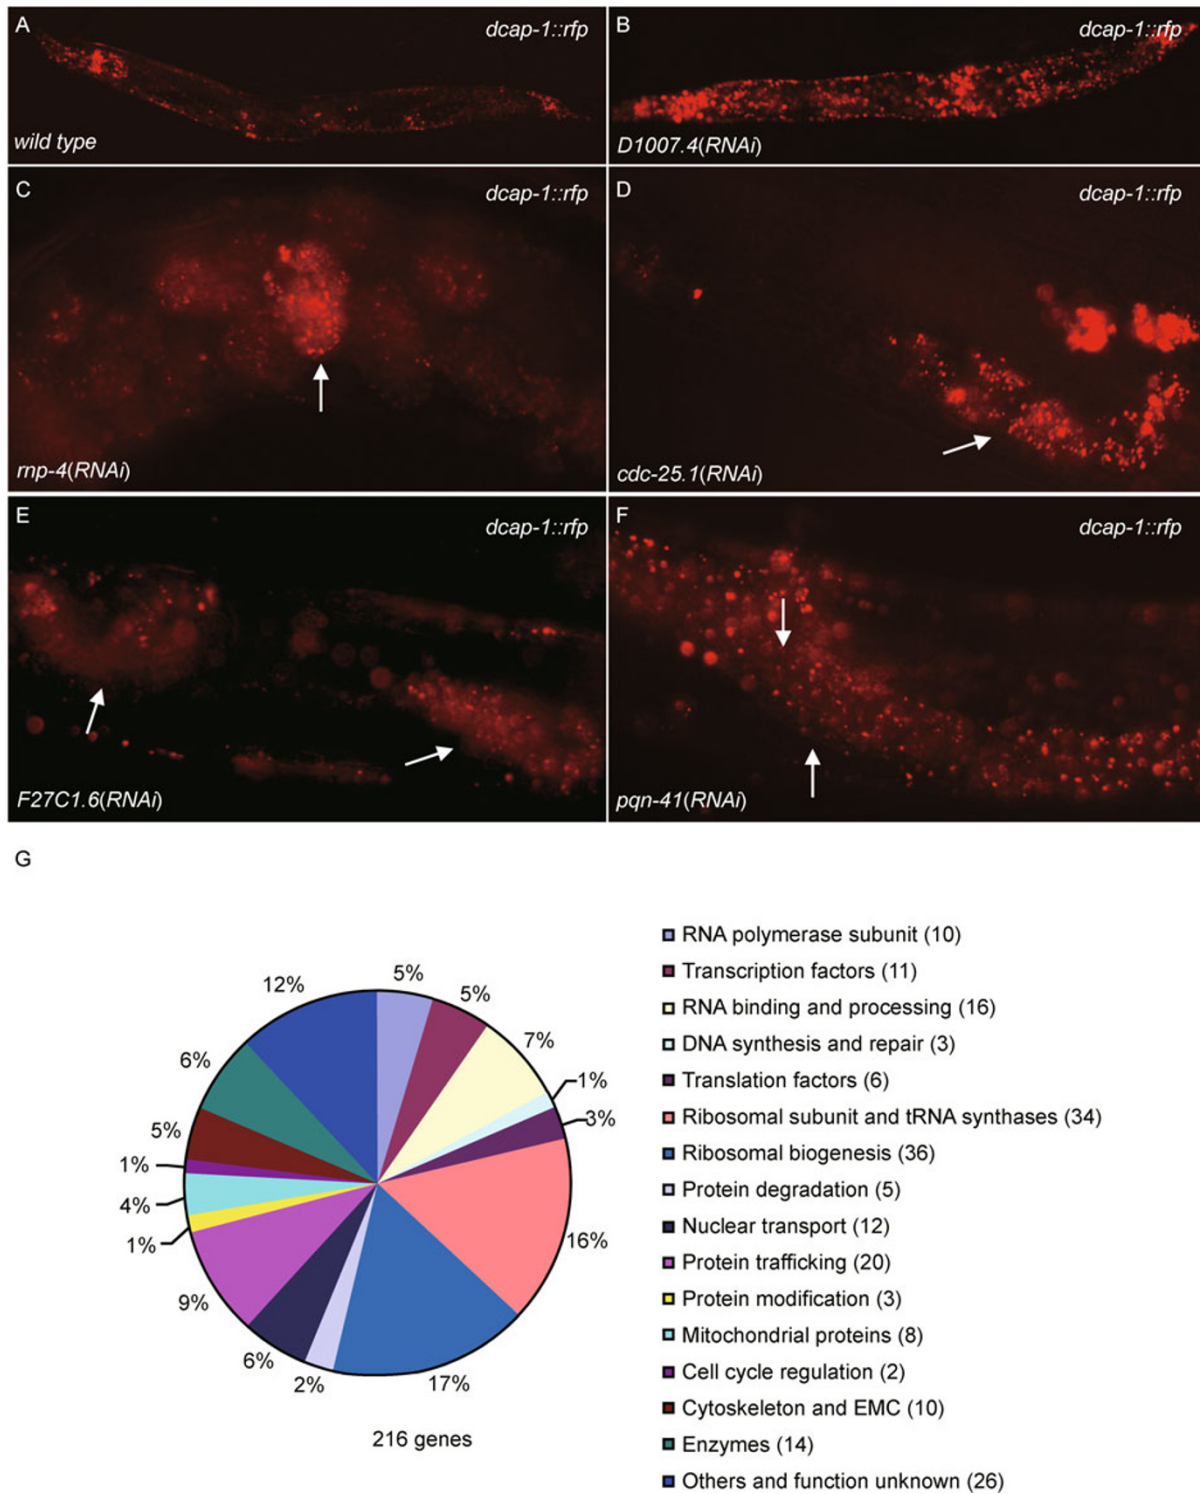 A
dcap-1::rfp
wild type
B
dcap-1::rfp
D1007.4(RNAi)
C
dcap-1::rfp
rnp-4(RNAi)
D
dcap-1::rfp
cdc-25.1(RNAi)
E
dcap-1::rfp
F27C1.6(RNAi)
F
dcap-1::rfp
pqn-41(RNAi)
G
5%
5%
7%
1%
3%
16%
17%
2%
6%
9%
1%
4%
1%
5%
6%
12%
216 genes
RNA polymerase subunit (10)
Transcription factors (11)
RNA binding and processing (16)
DNA synthesis and repair (3)
Translation factors (6)
Ribosomal subunit and tRNA synthases (34)
Ribosomal biogenesis (36)
Protein degradation (5)
Nuclear transport (12)
Protein trafficking (20)
Protein modification (3)
Mitochondrial proteins (8)
Cell cycle regulation (2)
Cytoskeleton and EMC (10)
Enzymes (14)
Others and function unknown (26)